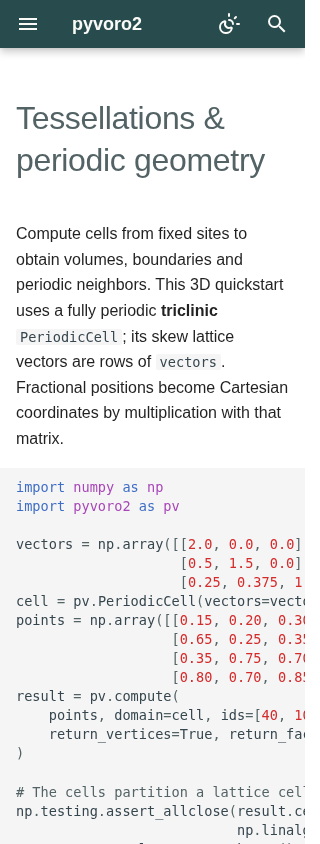 pyvoro2
Tessellations &
periodic geometry
Compute cells from fixed sites to
obtain volumes, boundaries and
periodic neighbors. This 3D quickstart
uses a fully periodic triclinic
PeriodicCell; its skew lattice
vectors are rows of vectors.
Fractional positions become Cartesian
coordinates by multiplication with that
matrix.
import numpy as np
import pyvoro2 as pv
vectors = np.array([[2.0, 0.0, 0.0]
[0.5, 1.5, 0.0]
[0.25, 0.375, 1
cell = pv.PeriodicCell(vectors=vecto
points = np.array([[0.15, 0.20, 0.30
[0.65, 0.25, 0.35
[0.35, 0.75, 0.70
[0.80, 0.70, 0.85
result = pv.compute(
points, domain=cell, ids=[40, 10
return_vertices=True, return_fac
)
# The cells partition a lattice cell
np.testing.assert_allclose(result.ce
np.linalg